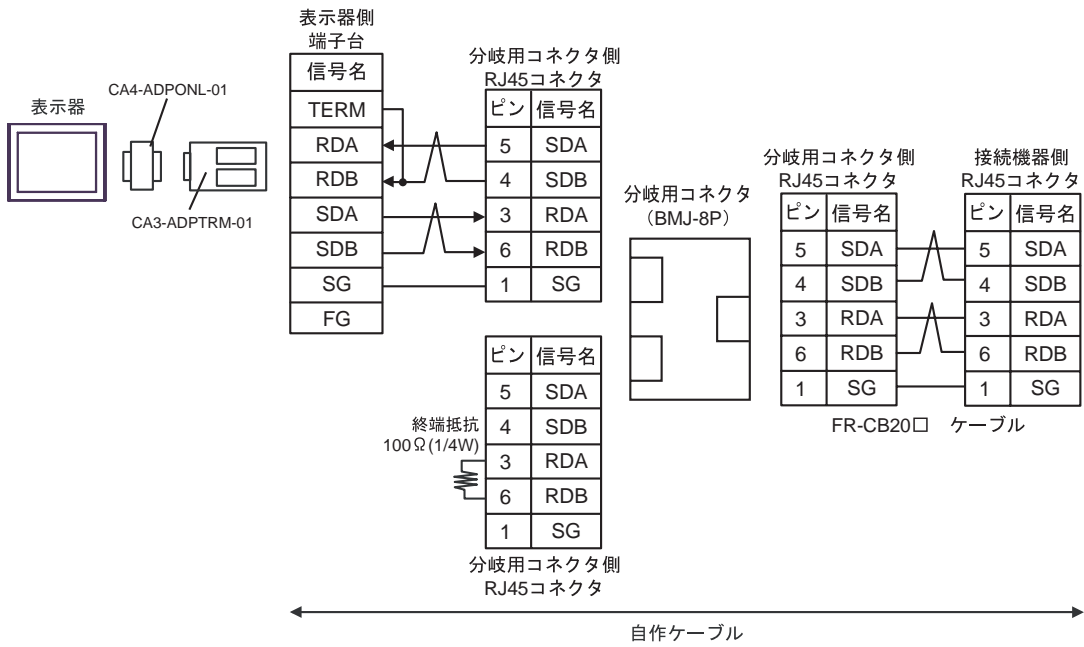 表示器
CA4-ADPONL-01
CA3-ADPTRM-01
表示器側
端子台
信号名
TERM
RDA
RDB
SDA
SDB
SG
FG
分岐用コネクタ側
RJ45コネクタ
ピン 信号名
5 SDA
4 SDB
3 RDA
6 RDB
1 SG
終端抵抗
100Ω(1/4W)
ピン 信号名
5 SDA
4 SDB
3 RDA
6 RDB
1 SG
分岐用コネクタ側
RJ45コネクタ
分岐用コネクタ
(BMJ-8P)
分岐用コネクタ側
RJ45コネクタ
ピン 信号名
5 SDA
4 SDB
3 RDA
6 RDB
1 SG
接続機器側
RJ45コネクタ
ピン 信号名
5 SDA
4 SDB
3 RDA
6 RDB
1 SG
FR-CB20□ ケーブル
自作ケーブル